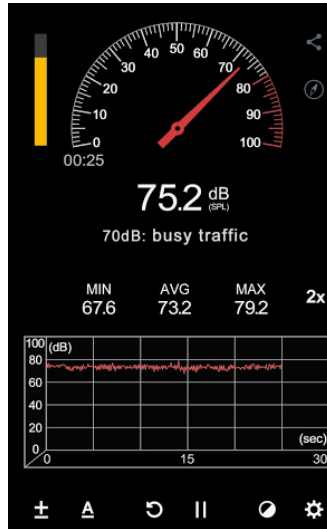 0 10 20 30 40 50 60 70 80 90 100
00:25
75.2 dB
(SPL)
70dB: busy traffic
MIN AVG MAX
67.6 73.2 79.2
2x
100 (dB)
80
60
40
20
(sec)
0
0 15 30
± A